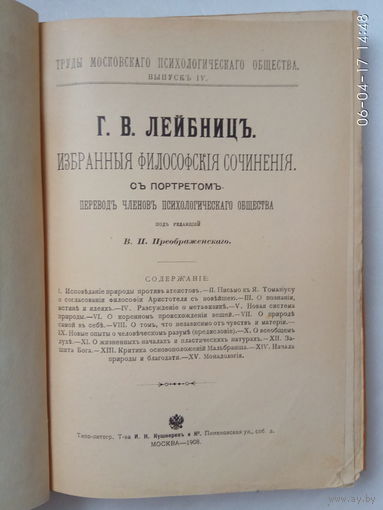 06-04-17 14:48
ТРУДЫ МОСКОВСКАГО ПСИХОЛОГИЧЕСКАГО ОБЩЕСТВА.
ВЫПУСКЪ IV.
Г. В. ЛЕЙБНИЦЪ.
ИЗБРАННЫЯ ФИЛОСОФСКІЯ СОЧИНЕНІЯ.
СЪ ПОРТРЕТОМЪ.
ПЕРЕВОДЪ ЧЛЕНОВЪ ПСИХОЛОГИЧЕСКАГО ОБЩЕСТВА
ПОДЪ РЕДАКЦІЕЙ
В. П. Преображенскаго.
СОДЕРЖАНІЕ:
I. Исповѣданіе природы противъ атеистовъ.—II. Письмо къ Я. Томазіусу
о согласованіи философіи Аристотеля съ новѣйшею.—III. О познаніи,
истинѣ и идеяхъ.—IV. Разсужденіе о метафизикѣ.—V. Новая система
природы.—VI. О коренномъ происхожденіи вещей.—VII. О природѣ
самой въ себѣ.—VIII. О томъ, что независимо отъ чувствъ и матеріи.—
IX. Новые опыты о человѣческомъ разумѣ (предисловіе).—X. О всеобщемъ
духѣ.—XI. О жизненныхъ началахъ и пластическихъ натурахъ.—XII. За-
щита Бога.—XIII. Критика основоположеній Мальбранша.—XIV. Начала
природы и благодати.—XV. Монадологія.
Типо-литогр. Т-ва И. Н. Кушнеревъ и Кº. Пименовская ул., соб. д.
МОСКВА—1908.
ay.by